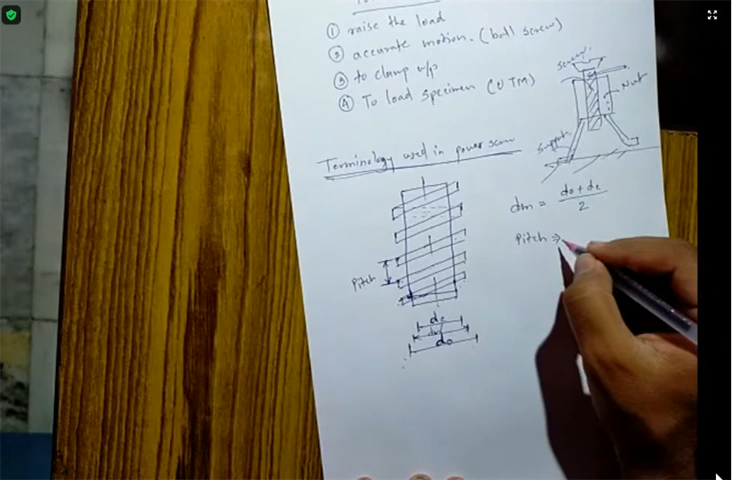 ① raise the load
② accurate motion. (ball screw)
③ to clamp w/p
④ To load specimen (UTM)
screw.
Nut
Support
Terminology used in power screw
dm = do + dc / 2
Pitch ⇒
Pitch
dc
dm
do